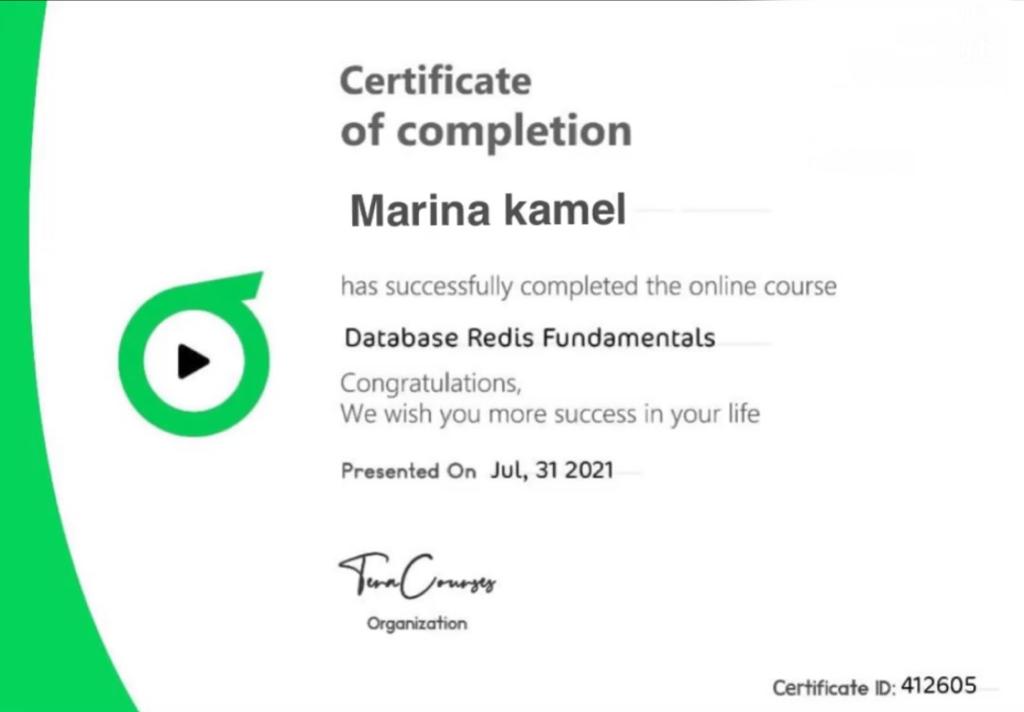 Certificate
of completion
Marina kamel
has successfully completed the online course
Database Redis Fundamentals
Congratulations,
We wish you more success in your life
Presented On Jul, 31 2021
TeraCourses
Organization
Certificate ID: 412605